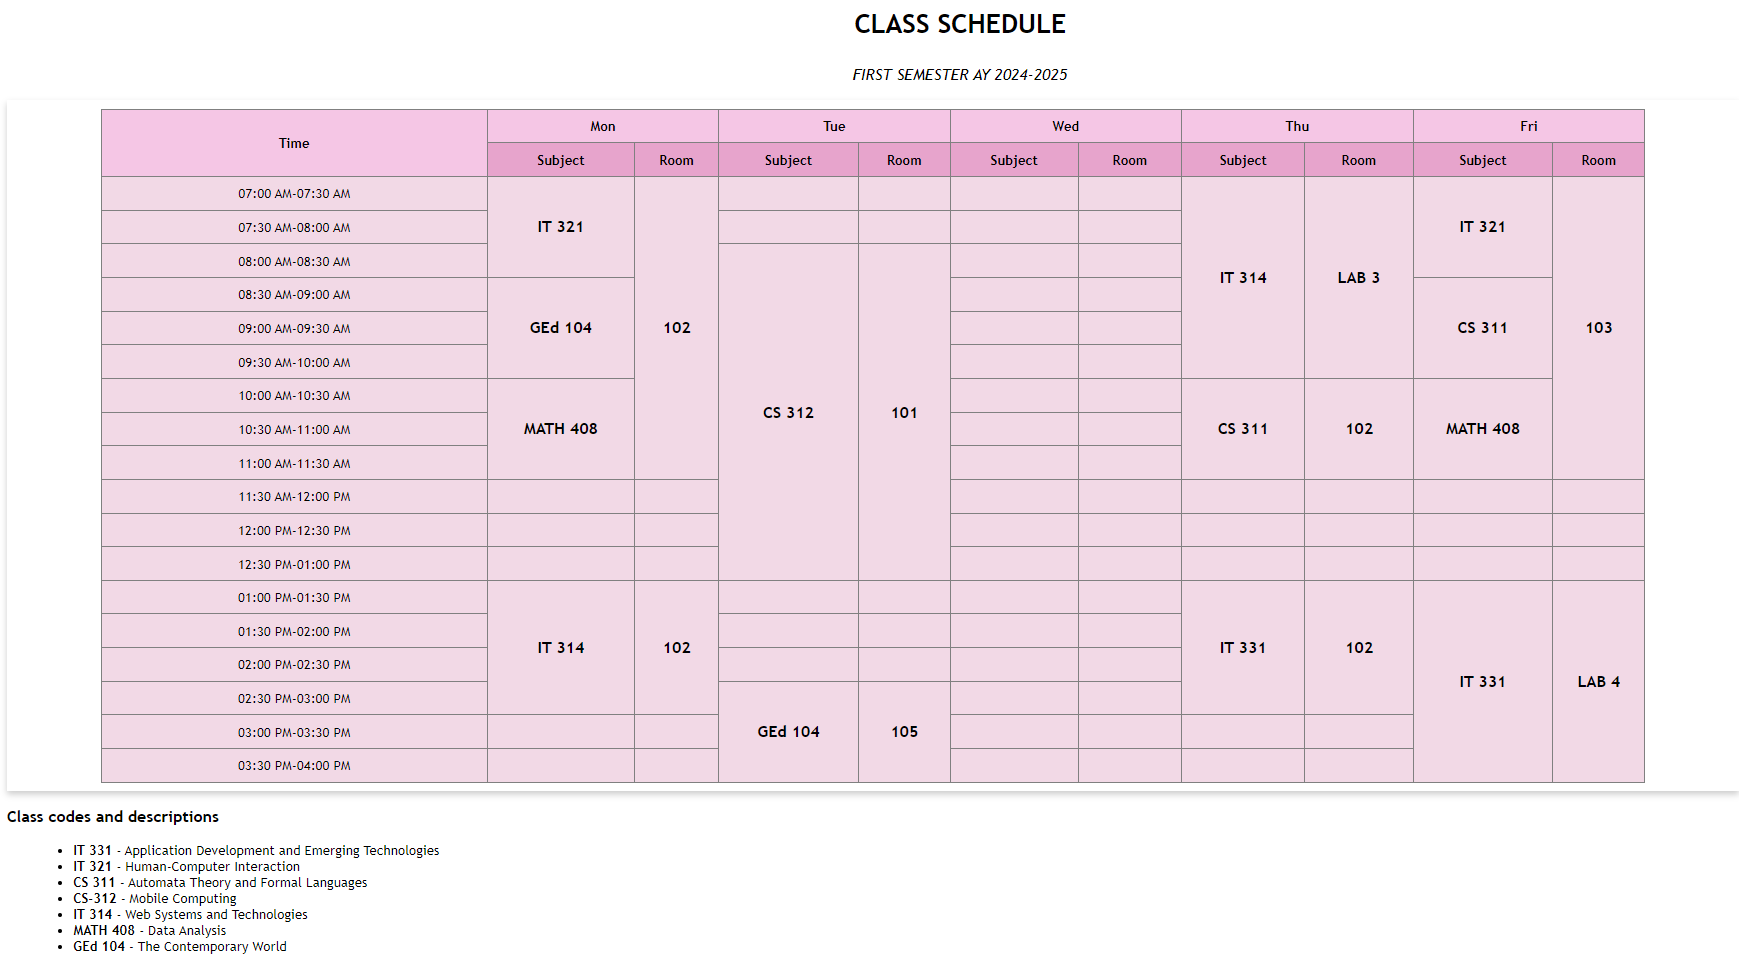 CLASS SCHEDULE
FIRST SEMESTER AY 2024-2025
Time Mon Tue Wed Thu Fri
Subject Room Subject Room Subject Room Subject Room Subject Room
07:00 AM-07:30 AM
07:30 AM-08:00 AM IT 321 IT 321
08:00 AM-08:30 AM
IT 314 LAB 3
08:30 AM-09:00 AM
09:00 AM-09:30 AM GEd 104 102 CS 311 103
09:30 AM-10:00 AM
10:00 AM-10:30 AM
CS 312 101
10:30 AM-11:00 AM MATH 408 CS 311 102 MATH 408
11:00 AM-11:30 AM
11:30 AM-12:00 PM
12:00 PM-12:30 PM
12:30 PM-01:00 PM
01:00 PM-01:30 PM
01:30 PM-02:00 PM
IT 314 102 IT 331 102
02:00 PM-02:30 PM
IT 331 LAB 4
02:30 PM-03:00 PM
03:00 PM-03:30 PM GEd 104 105
03:30 PM-04:00 PM
Class codes and descriptions
• IT 331 - Application Development and Emerging Technologies
• IT 321 - Human-Computer Interaction
• CS 311 - Automata Theory and Formal Languages
• CS-312 - Mobile Computing
• IT 314 - Web Systems and Technologies
• MATH 408 - Data Analysis
• GEd 104 - The Contemporary World